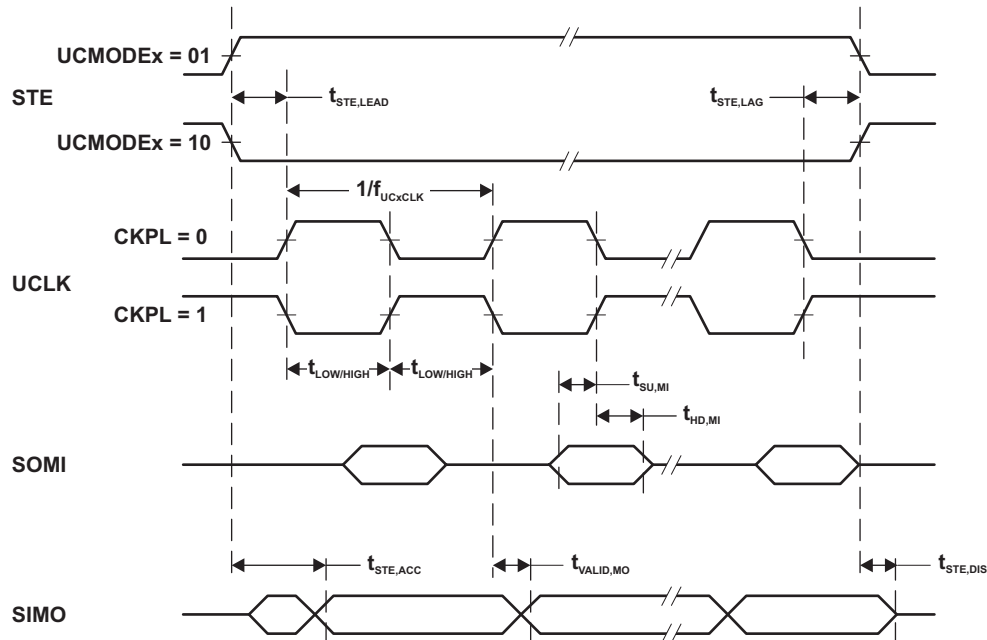 UCMODEx = 01
STE
tSTE,LEAD
tSTE,LAG
UCMODEx = 10
1/fUCxCLK
CKPL = 0
UCLK
CKPL = 1
tLOW/HIGH tLOW/HIGH
tSU,MI
tHD,MI
SOMI
tSTE,ACC tVALID,MO tSTE,DIS
SIMO